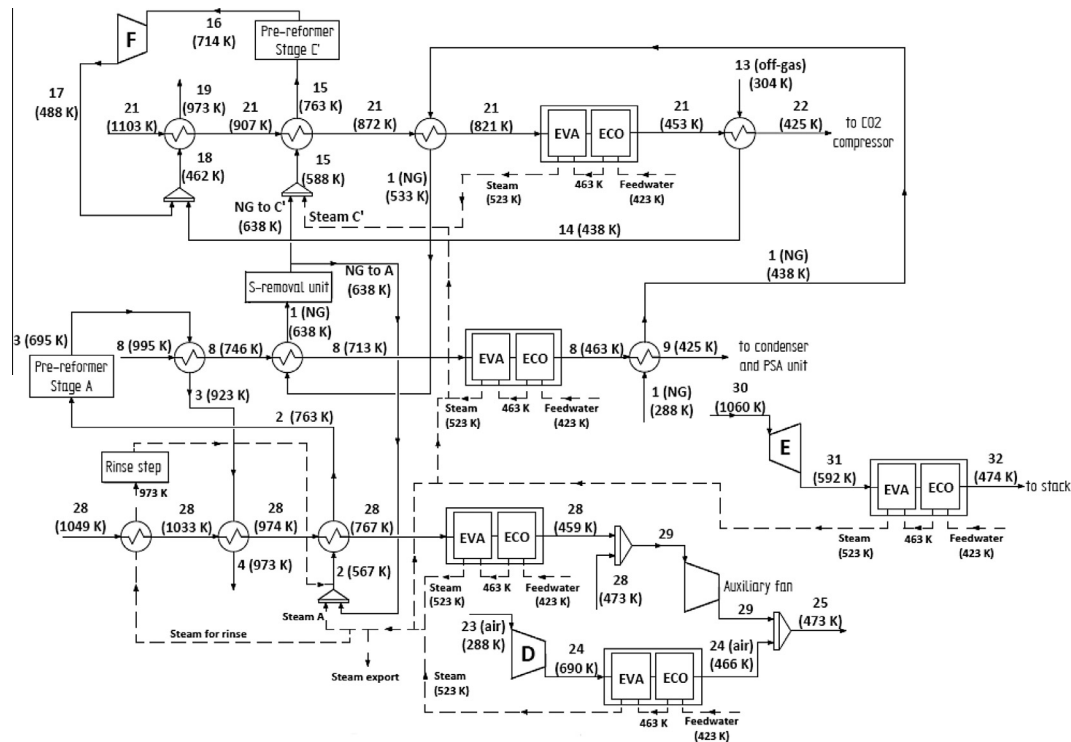 16
(714 K)
Pre-reformer
Stage C'
F
17
(488 K)
13 (off-gas)
(304 K)
19
(973 K)
15
(763 K)
21
(1103 K)
21
(907 K)
21
(872 K)
21
(821 K)
EVA
ECO
21
(453 K)
22
(425 K)
to CO2
compressor
18
(462 K)
15
(588 K)
1 (NG)
(533 K)
Steam
(523 K)
463 K
Feedwater
(423 K)
NG to C'
(638 K)
Steam C'
14 (438 K)
1 (NG)
(438 K)
NG to A
(638 K)
S-removal unit
1 (NG)
(638 K)
3 (695 K)
8 (995 K)
8 (746 K)
8 (713 K)
EVA
ECO
8 (463 K)
9 (425 K)
to condenser
and PSA unit
Pre-reformer
Stage A
3 (923 K)
Steam
(523 K)
463 K
Feedwater
(423 K)
1 (NG)
(288 K)
30
(1060 K)
2 (763 K)
E
Rinse step
973 K
31
(592 K)
EVA
ECO
32
(474 K)
to stack
28
(1049 K)
28
(1033 K)
28
(974 K)
28
(767 K)
EVA
ECO
28
(459 K)
29
Steam
(523 K)
463 K
Feedwater
(423 K)
4 (973 K)
2 (567 K)
Steam
(523 K)
463 K
Feedwater
(423 K)
28
(473 K)
Auxiliary fan
29
25
(473 K)
Steam A
Steam for rinse
23 (air)
(288 K)
D
24
(690 K)
EVA
ECO
24 (air)
(466 K)
Steam export
Steam
(523 K)
463 K
Feedwater
(423 K)